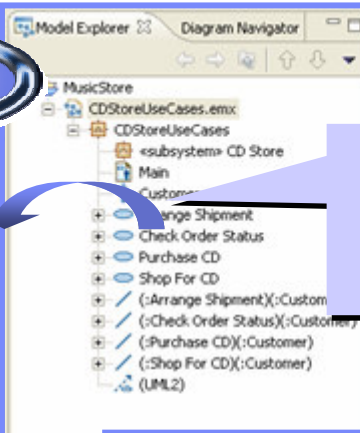 Model Explorer Diagram Navigator
MusicStore
CDStoreUseCases.emx
CDStoreUseCases
«subsystem» CD Store
Main
Customer
Shipment
Check Order Status
Purchase CD
Shop For CD
(:Arrange Shipment)(:Custom
(:Check Order Status)(:Customer)
(:Purchase CD)(:Customer)
(:Shop For CD)(:Customer)
(UML2)